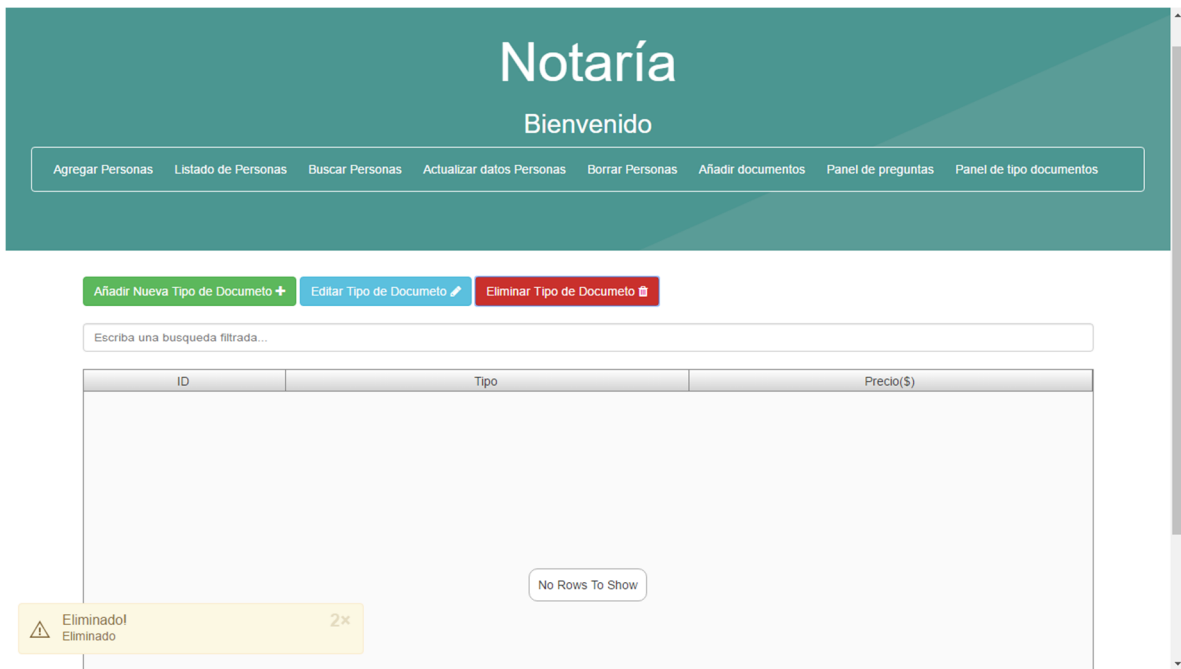 Notaría
Bienvenido
Agregar Personas Listado de Personas Buscar Personas Actualizar datos Personas Borrar Personas Añadir documentos Panel de preguntas Panel de tipo documentos
Añadir Nueva Tipo de Documeto Editar Tipo de Documeto Eliminar Tipo de Documeto
Escriba una busqueda filtrada...
ID Tipo Precio($)
No Rows To Show
Eliminado! 2×
Eliminado